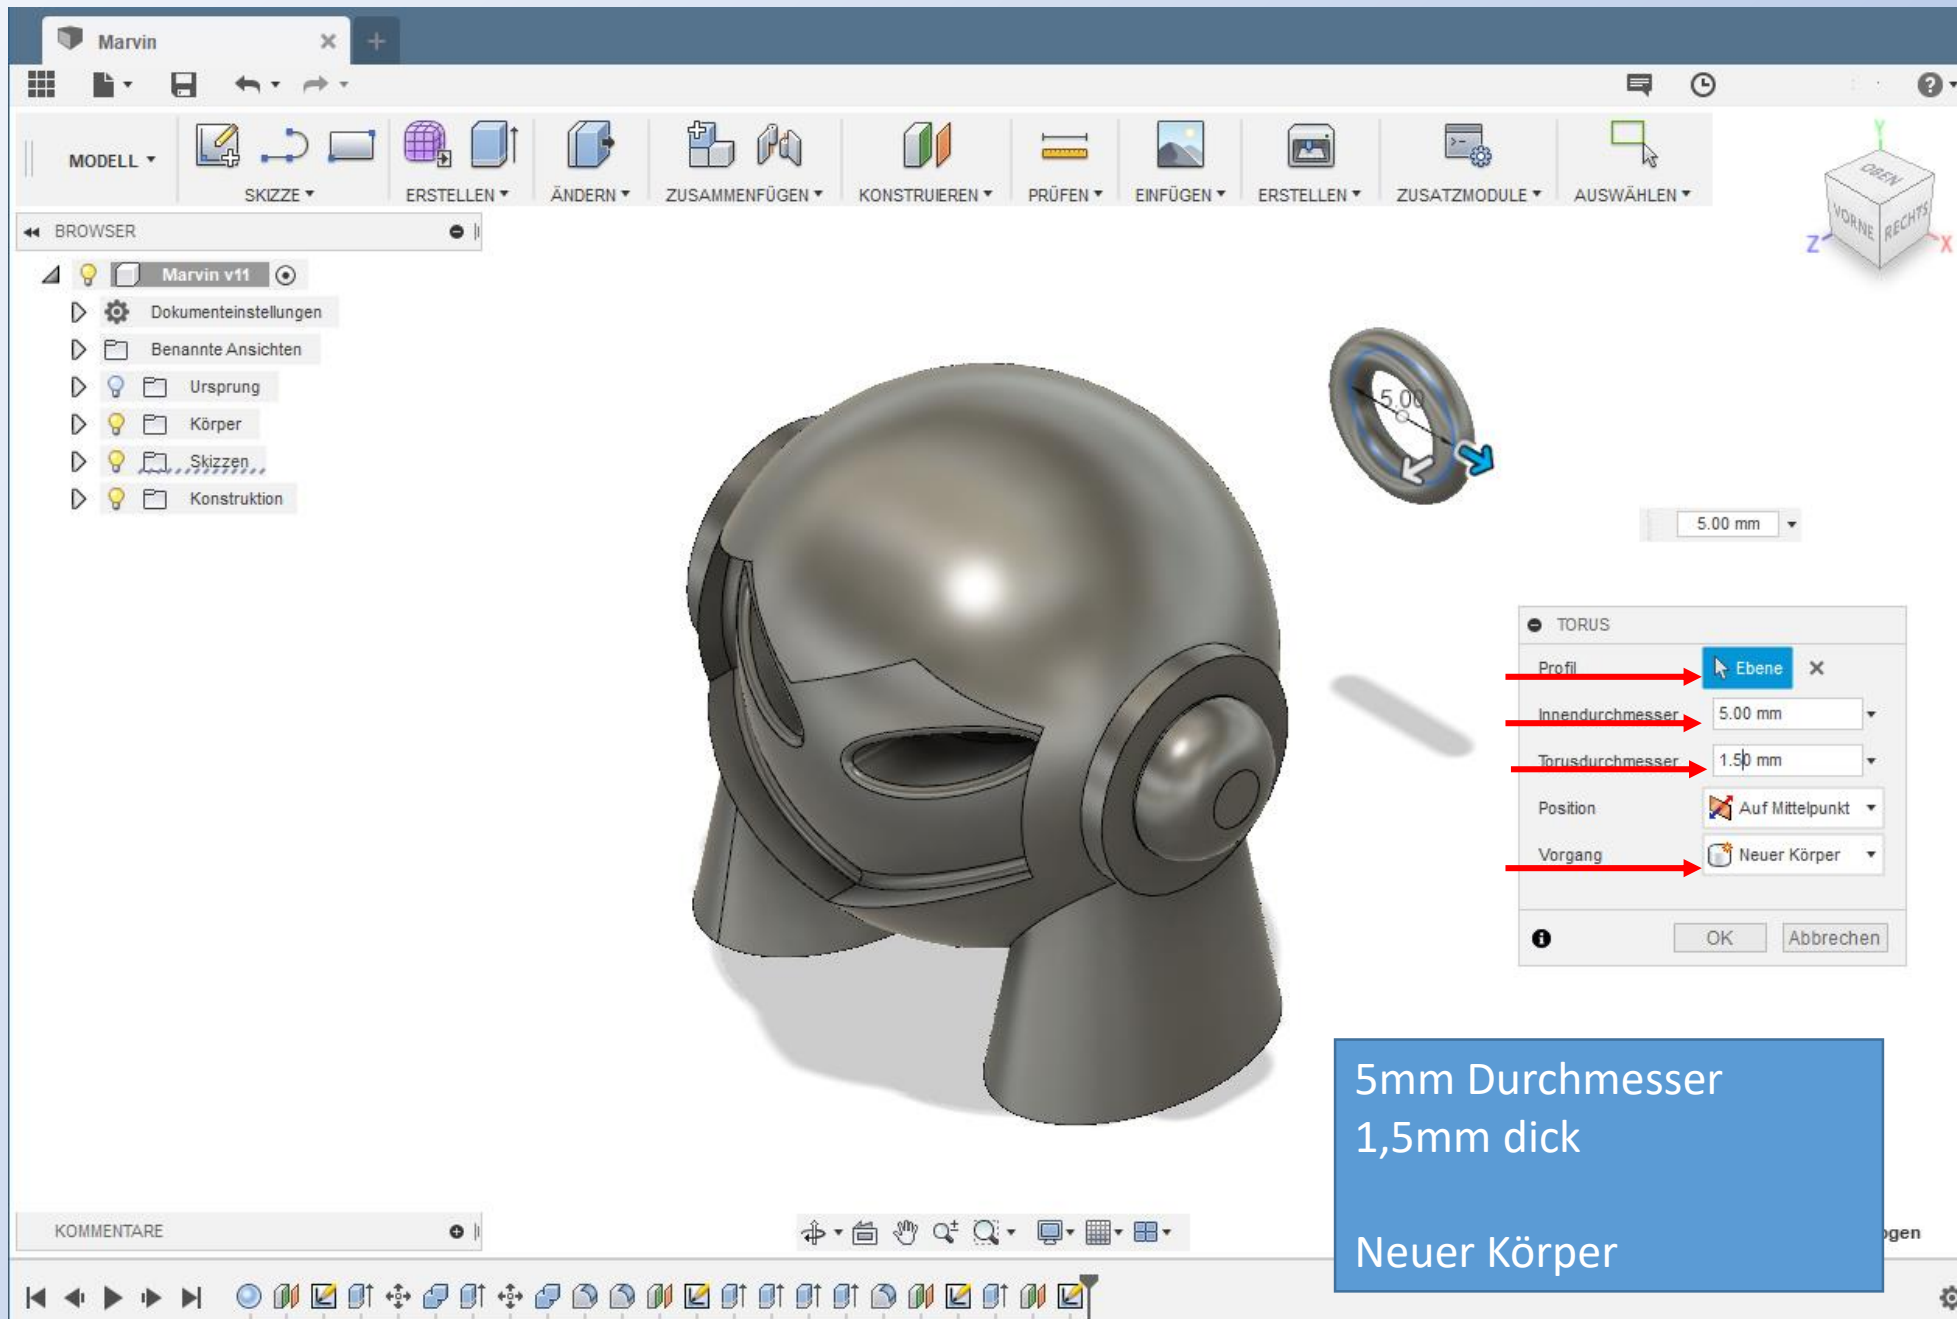 Marvin
MODELL
SKIZZE
ERSTELLEN
ÄNDERN
ZUSAMMENFÜGEN
KONSTRUIEREN
PRÜFEN
EINFÜGEN
ERSTELLEN
ZUSATZMODULE
AUSWÄHLEN
Y
OBEN
VORNE
RECHTS
Z
X
BROWSER
Marvin v11
Dokumenteinstellungen
Benannte Ansichten
Ursprung
Körper
Skizzen
Konstruktion
5.00
5.00 mm
TORUS
Profil Ebene
Innendurchmesser 5.00 mm
Torusdurchmesser 1.50 mm
Position Auf Mittelpunkt
Vorgang Neuer Körper
OK Abbrechen
5mm Durchmesser
1,5mm dick
Neuer Körper
KOMMENTARE